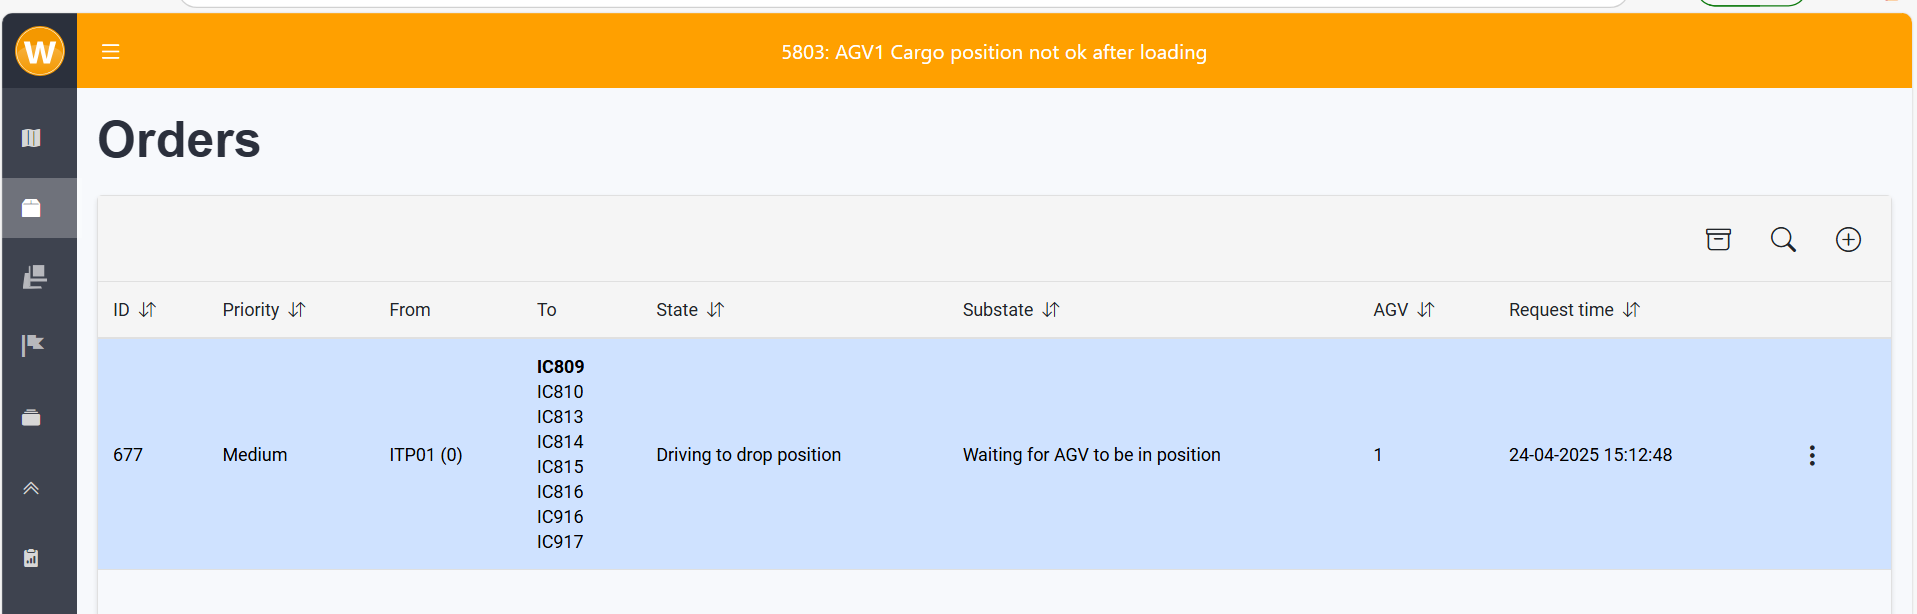 W
5803: AGV1 Cargo position not ok after loading
Orders
ID Priority From To State Substate AGV Request time
IC809
IC810
IC813
IC814
677 Medium ITP01 (0) Driving to drop position Waiting for AGV to be in position 1 24-04-2025 15:12:48
IC815
IC816
IC916
IC917